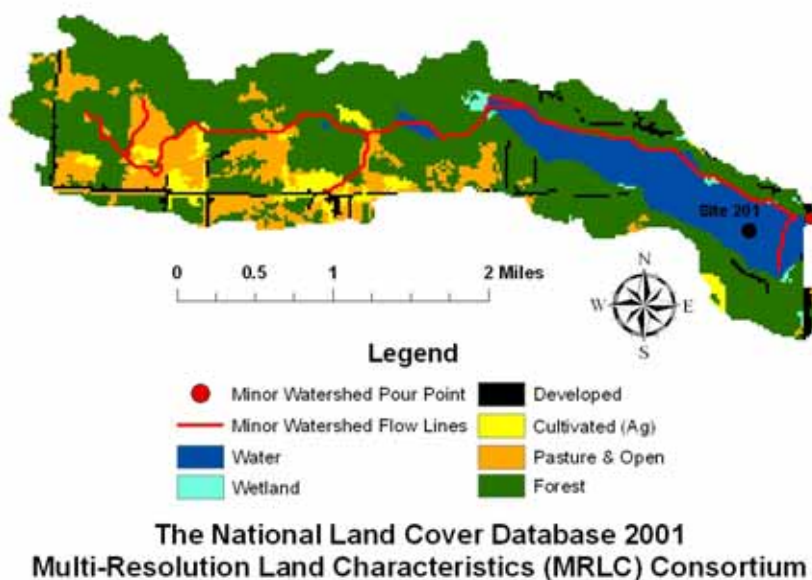 Site 201
0 0.5 1 2 Miles
N
W E
S
Legend
Minor Watershed Pour Point
Developed
Minor Watershed Flow Lines
Cultivated (Ag)
Water
Pasture & Open
Wetland
Forest
The National Land Cover Database 2001
Multi-Resolution Land Characteristics (MRLC) Consortium